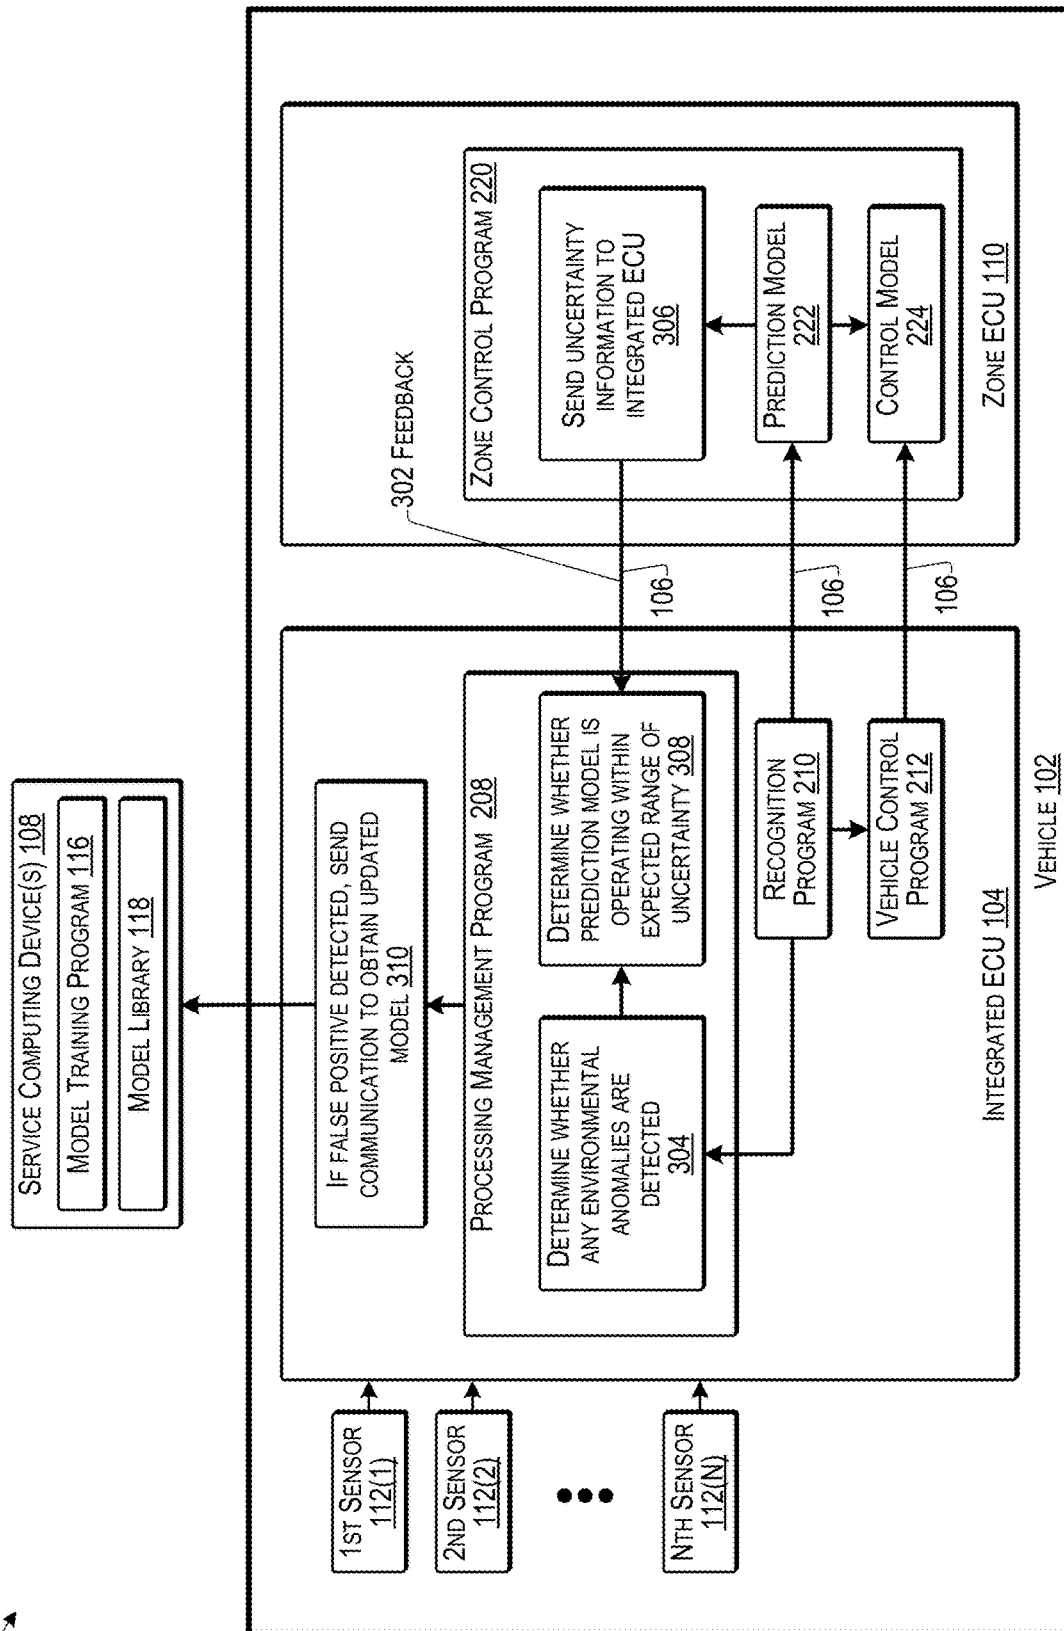 SERVICE COMPUTING DEVICE(S) 108
MODEL TRAINING PROGRAM 116
MODEL LIBRARY 118
1ST SENSOR
112(1)
2ND SENSOR
112(2)
NTH SENSOR
112(N)
IF FALSE POSITIVE DETECTED, SEND
COMMUNICATION TO OBTAIN UPDATED
MODEL 310
PROCESSING MANAGEMENT PROGRAM 208
DETERMINE WHETHER
ANY ENVIRONMENTAL
ANOMALIES ARE
DETECTED
304
DETERMINE WHETHER
PREDICTION MODEL IS
OPERATING WITHIN
EXPECTED RANGE OF
UNCERTAINTY 308
RECOGNITION
PROGRAM 210
VEHICLE CONTROL
PROGRAM 212
INTEGRATED ECU 104
302 FEEDBACK
106
106
106
ZONE CONTROL PROGRAM 220
SEND UNCERTAINTY
INFORMATION TO
INTEGRATED ECU
306
PREDICTION MODEL
222
CONTROL MODEL
224
ZONE ECU 110
VEHICLE 102